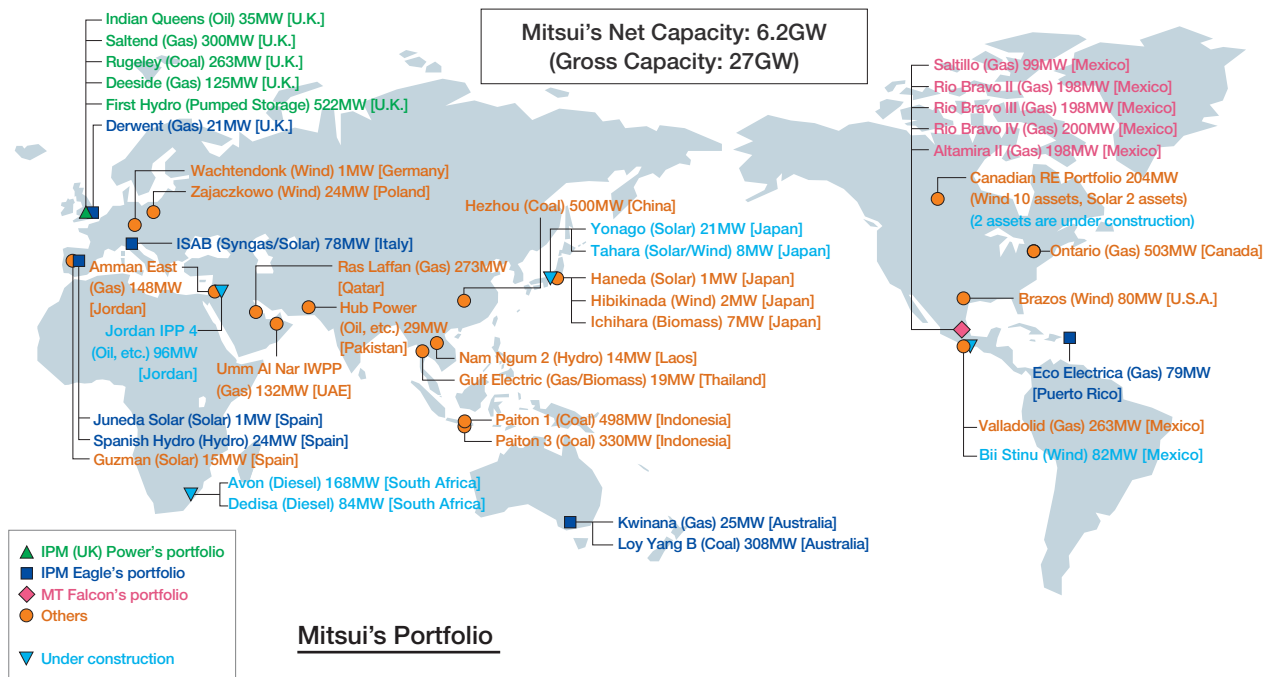 Indian Queens (Oil) 35MW [U.K.]
Saltend (Gas) 300MW [U.K.]
Rugeley (Coal) 263MW [U.K.]
Deeside (Gas) 125MW [U.K.]
First Hydro (Pumped Storage) 522MW [U.K.]
Derwent (Gas) 21MW [U.K.]
Mitsui's Net Capacity: 6.2GW
(Gross Capacity: 27GW)
Saltillo (Gas) 99MW [Mexico]
Rio Bravo II (Gas) 198MW [Mexico]
Rio Bravo III (Gas) 198MW [Mexico]
Rio Bravo IV (Gas) 200MW [Mexico]
Altamira II (Gas) 198MW [Mexico]
Wachtendonk (Wind) 1MW [Germany]
Zajaczkowo (Wind) 24MW [Poland]
Canadian RE Portfolio 204MW
(Wind 10 assets, Solar 2 assets)
(2 assets are under construction)
Hezhou (Coal) 500MW [China]
Yonago (Solar) 21MW [Japan]
Tahara (Solar/Wind) 8MW [Japan]
ISAB (Syngas/Solar) 78MW [Italy]
Ontario (Gas) 503MW [Canada]
Amman East
(Gas) 148MW
[Jordan]
Ras Laffan (Gas) 273MW
[Qatar]
Haneda (Solar) 1MW [Japan]
Hibikinada (Wind) 2MW [Japan]
Ichihara (Biomass) 7MW [Japan]
Brazos (Wind) 80MW [U.S.A.]
Hub Power
(Oil, etc.) 29MW
[Pakistan]
Jordan IPP 4
(Oil, etc.) 96MW
[Jordan]
Umm Al Nar IWPP
(Gas) 132MW [UAE]
Nam Ngum 2 (Hydro) 14MW [Laos]
Gulf Electric (Gas/Biomass) 19MW [Thailand]
Eco Electrica (Gas) 79MW
[Puerto Rico]
Juneda Solar (Solar) 1MW [Spain]
Spanish Hydro (Hydro) 24MW [Spain]
Guzman (Solar) 15MW [Spain]
Paiton 1 (Coal) 498MW [Indonesia]
Paiton 3 (Coal) 330MW [Indonesia]
Valladolid (Gas) 263MW [Mexico]
Bii Stinu (Wind) 82MW [Mexico]
Avon (Diesel) 168MW [South Africa]
Dedisa (Diesel) 84MW [South Africa]
Kwinana (Gas) 25MW [Australia]
Loy Yang B (Coal) 308MW [Australia]
IPM (UK) Power's portfolio
IPM Eagle's portfolio
MT Falcon's portfolio
Others
Under construction
Mitsui's Portfolio